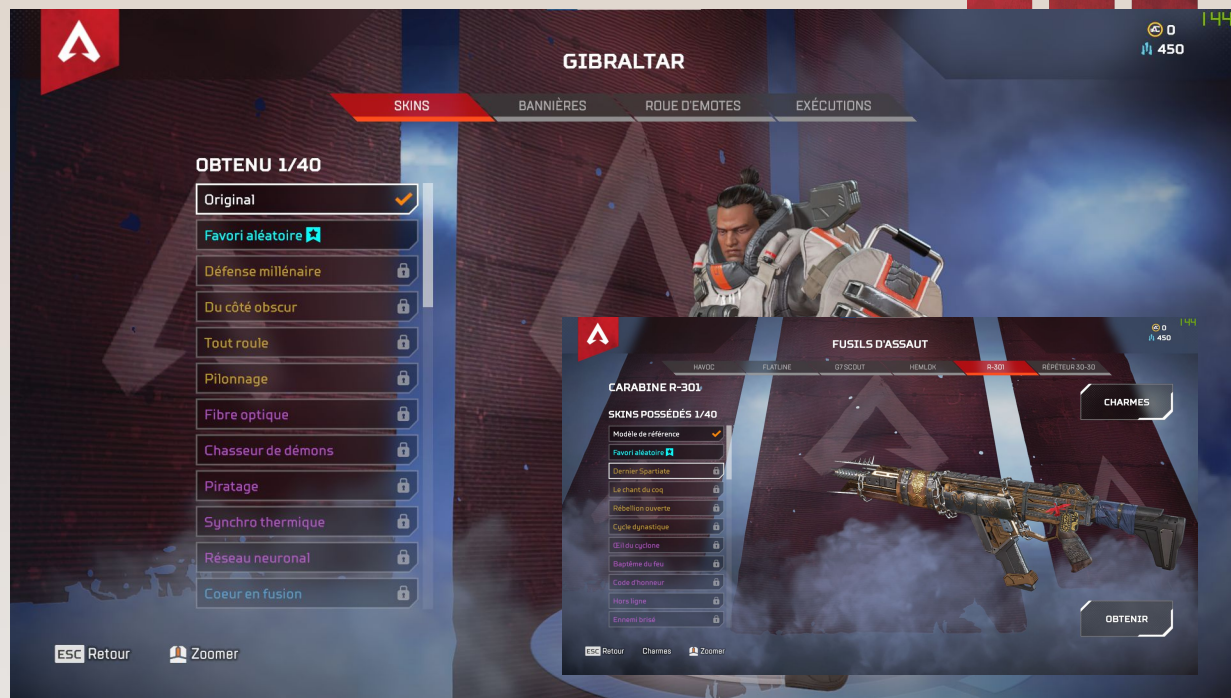 144
0
450
GIBRALTAR
SKINS
BANNIÈRES
ROUE D'EMOTES
EXÉCUTIONS
OBTENU 1/40
Original
Favori aléatoire
Défense millénaire
Du côté obscur
Tout roule
Pilonnage
Fibre optique
Chasseur de démons
Piratage
Synchro thermique
Réseau neuronal
Coeur en fusion
ESC Retour
Zoomer
144
0
450
FUSILS D'ASSAUT
HAVOC
FLATLINE
G7 SCOUT
HEMLOK
R-301
RÉPÉTEUR 30-30
CARABINE R-301
SKINS POSSÉDÉS 1/40
CHARMES
Modèle de référence
Favori aléatoire
Dernier Spartiate
Le chant du coq
Rébellion ouverte
Cycle dynastique
Œil du cyclone
Baptême du feu
Code d'honneur
Hors ligne
Ennemi brisé
OBTENIR
ESC Retour
Charmes
Zoomer